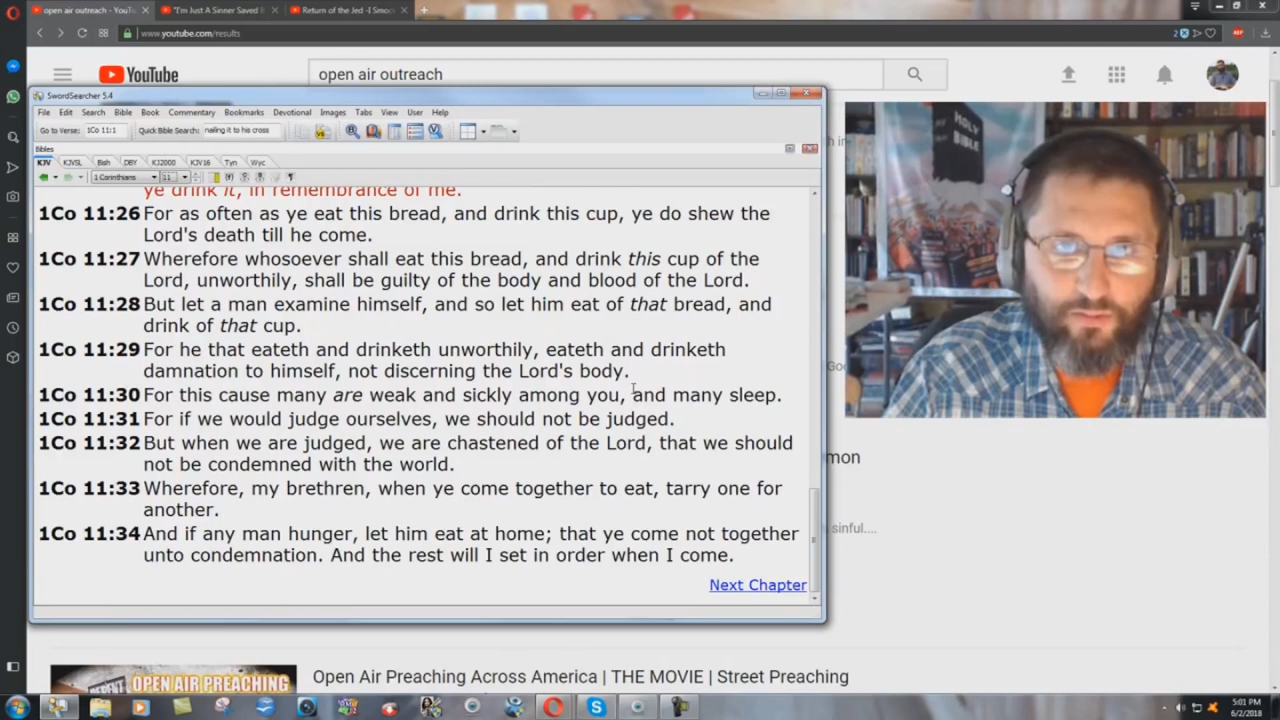 open air outreach - YouTu
"I'm Just A Sinner Saved
Return of the Jed -I Smoc
www.youtube.com/results
2
YouTube
open air outreach
SwordSearcher 5.4
File Edit Search Bible Book Commentary Bookmarks Devotional Images Tabs View User Help
Go to Verse: 1Co 11:1 Quick Bible Search: nailing it to his cross
Bibles
KJV KJVSL Bish DBY KJ2000 KJV16 Tyn Wyc
1 Corinthians 11
ye drink it, in remembrance of me.
1Co 11:26 For as often as ye eat this bread, and drink this cup, ye do shew the
Lord's death till he come.
1Co 11:27 Wherefore whosoever shall eat this bread, and drink this cup of the
Lord, unworthily, shall be guilty of the body and blood of the Lord.
1Co 11:28 But let a man examine himself, and so let him eat of that bread, and
drink of that cup.
1Co 11:29 For he that eateth and drinketh unworthily, eateth and drinketh
damnation to himself, not discerning the Lord's body.
1Co 11:30 For this cause many are weak and sickly among you, and many sleep.
1Co 11:31 For if we would judge ourselves, we should not be judged.
1Co 11:32 But when we are judged, we are chastened of the Lord, that we should
not be condemned with the world.
1Co 11:33 Wherefore, my brethren, when ye come together to eat, tarry one for
another.
1Co 11:34 And if any man hunger, let him eat at home; that ye come not together
unto condemnation. And the rest will I set in order when I come.
Next Chapter
HOLY
BIBLE
mon
sinful....
OPEN AIR PREACHING
Open Air Preaching Across America | THE MOVIE | Street Preaching
5:01 PM
6/2/2018